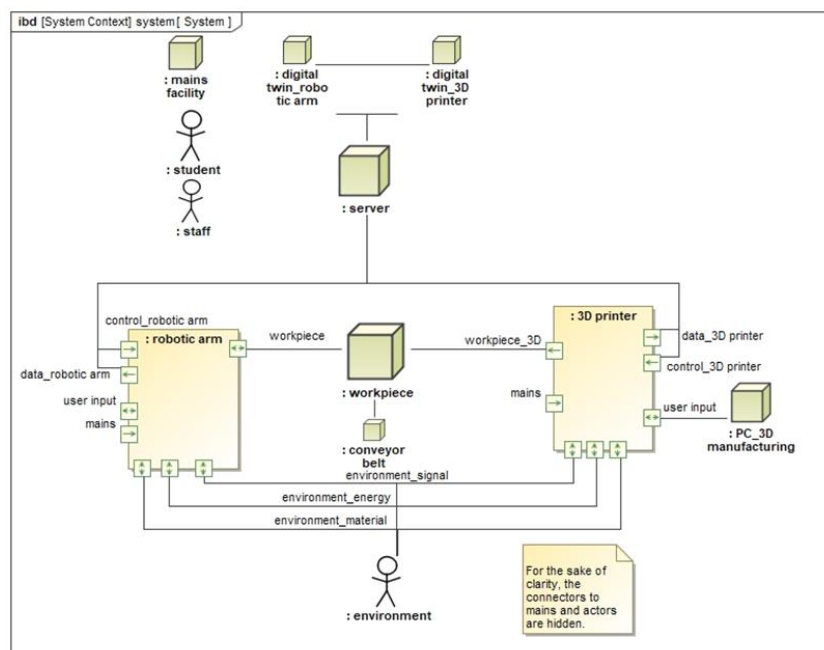 ibd [System Context] system [ System ]
: mains
facility
: digital
twin_robo
tic arm
: digital
twin_3D
printer
: student
: staff
: server
control_robotic arm
: robotic arm
data_robotic arm
user input
mains
workpiece
: workpiece
workpiece_3D
mains
: 3D printer
data_3D printer
control_3D printer
user input
: PC_3D
manufacturing
: conveyor
belt
environment_signal
environment_energy
environment_material
: environment
For the sake of
clarity, the
connectors to
mains and actors
are hidden.